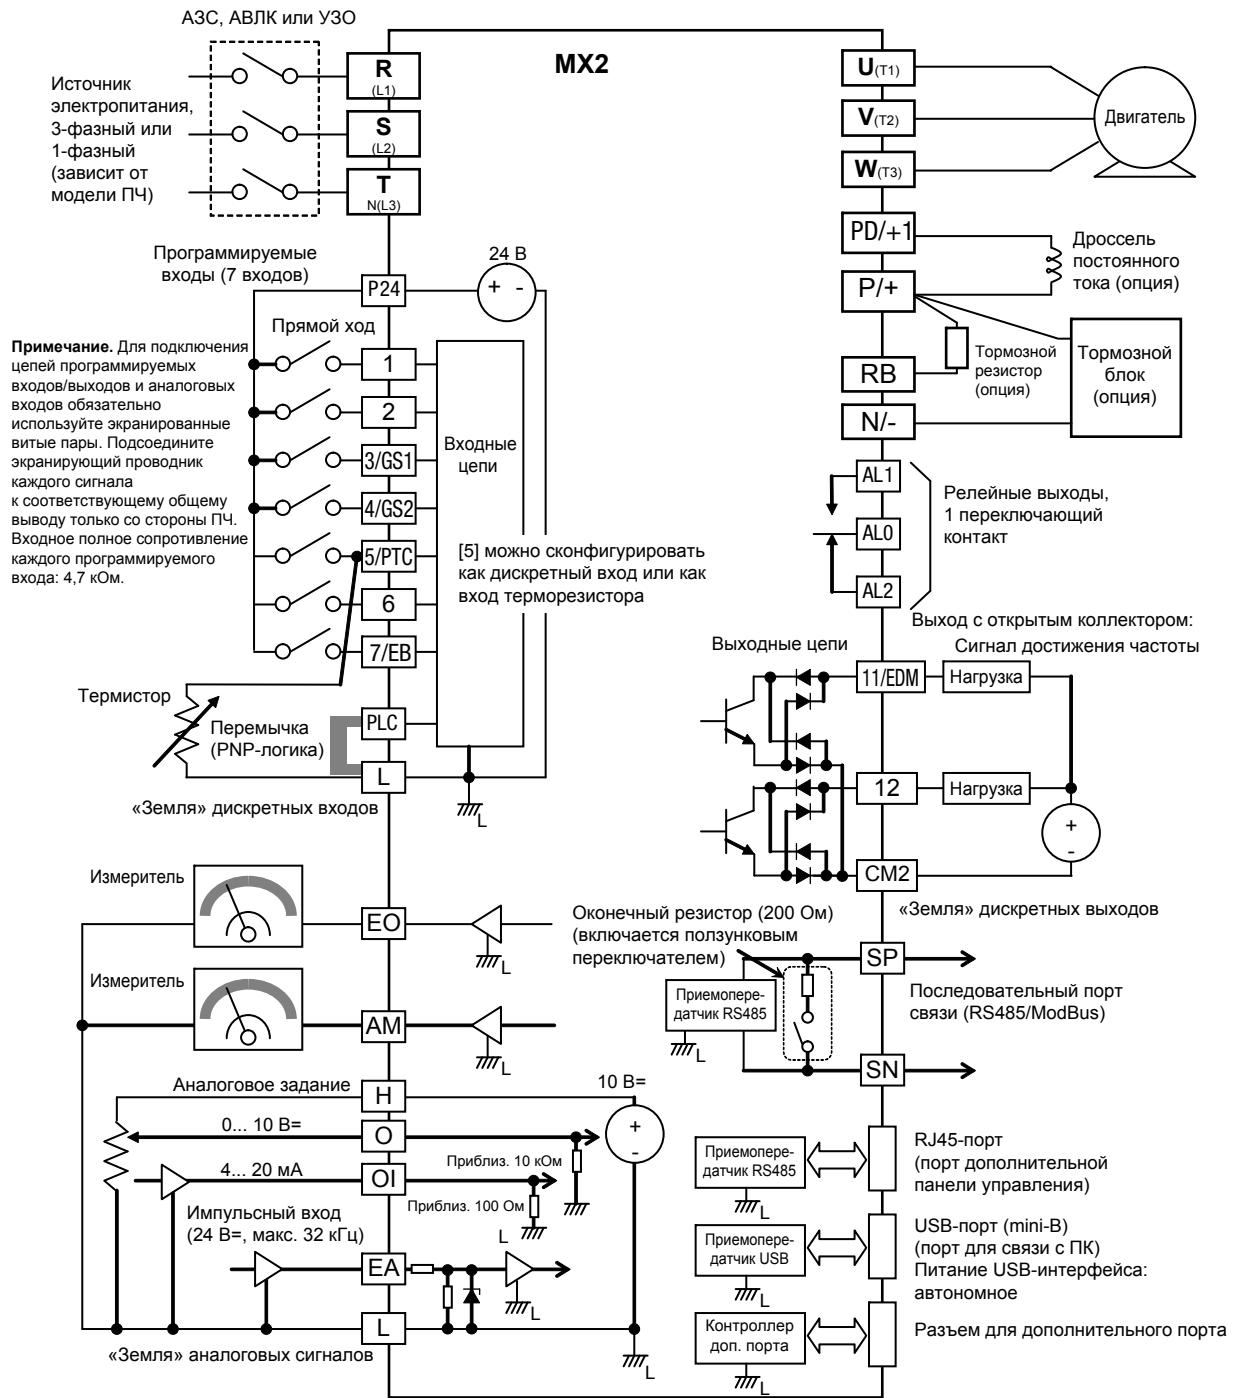 АЗС, АВЛК или УЗО
MX2
Источник
электропитания,
3-фазный или
1-фазный
(зависит от
модели ПЧ)
R
(L1)
S
(L2)
T
N(L3)
U(T1)
V(T2)
W(T3)
Двигатель
PD/+1
P/+
RB
N/-
Дроссель
постоянного
тока (опция)
Тормозной
резистор
(опция)
Тормозной
блок
(опция)
Программируемые
входы (7 входов)
24 В
P24
+ -
Прямой ход
Примечание. Для подключения
цепей программируемых
входов/выходов и аналоговых
входов обязательно
используйте экранированные
витые пары. Подсоедините
экранирующий проводник
каждого сигнала
к соответствующему общему
выводу только со стороны ПЧ.
Входное полное сопротивление
каждого программируемого
входа: 4,7 кОм.
1
2
3/GS1
4/GS2
5/PTC
6
7/EB
PLC
L
Входные
цепи
[5] можно сконфигурировать
как дискретный вход или как
вход терморезистора
Термистор
Перемычка
(PNP-логика)
«Земля» дискретных входов
L
AL1
AL0
AL2
Релейные выходы,
1 переключающий
контакт
Выход с открытым коллектором:
Сигнал достижения частоты
Выходные цепи
11/EDM
Нагрузка
12
Нагрузка
+
-
CM2
«Земля» дискретных выходов
Измеритель
EO
L
Измеритель
AM
L
Оконечный резистор (200 Ом)
(включается ползунковым
переключателем)
Приемопере-
датчик RS485
L
SP
SN
Последовательный порт
связи (RS485/ModBus)
Аналоговое задание
H
10 В=
0... 10 В=
O
+
-
4... 20 мА
OI
Приблиз. 10 кОм
Приблиз. 100 Ом
Импульсный вход
(24 В=, макс. 32 кГц)
L
EA
L
L
«Земля» аналоговых сигналов
L
Приемопере-
датчик RS485
L
RJ45-порт
(порт дополнительной
панели управления)
Приемопере-
датчик USB
L
USB-порт (mini-B)
(порт для связи с ПК)
Питание USB-интерфейса:
автономное
Контроллер
доп. порта
L
Разъем для дополнительного порта